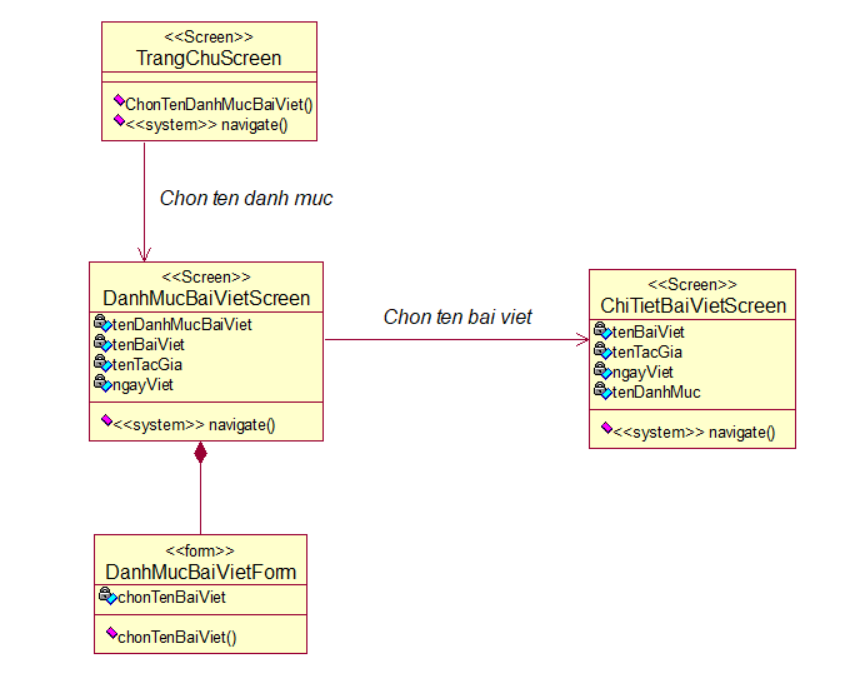 <<Screen>>
TrangChuScreen
ChonTenDanhMucBaiViet()
<<system>> navigate()
Chon ten danh muc
<<Screen>>
DanhMucBaiVietScreen
tenDanhMucBaiViet
tenBaiViet
tenTacGia
ngayViet
<<system>> navigate()
Chon ten bai viet
<<Screen>>
ChiTietBaiVietScreen
tenBaiViet
tenTacGia
ngayViet
tenDanhMuc
<<system>> navigate()
<<form>>
DanhMucBaiVietForm
chonTenBaiViet
chonTenBaiViet()